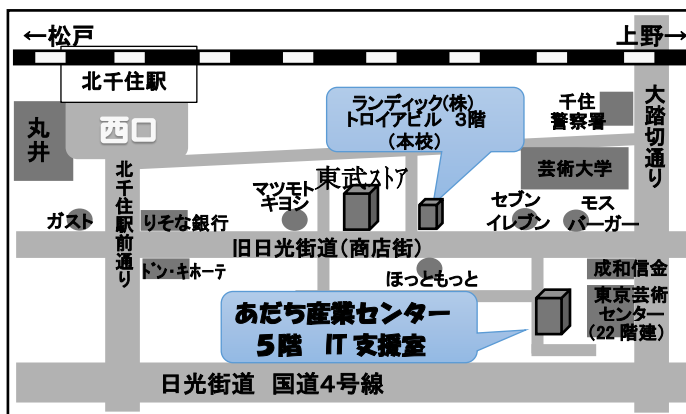 ←松戸
上野→
北千住駅
西口
丸井
ランディック(株)
トロイアビル 3階
(本校)
千住
警察署
大踏切通り
芸術大学
北千住駅前通り
東武ストア
マツモト
キヨシ
ガスト
りそな銀行
セブン
イレブン
モス
バーガー
旧日光街道(商店街)
ドン・キホーテ
ほっともっと
成和信金
東京芸術
センター
(22階建)
あだち産業センター
5階 IT支援室
日光街道 国道4号線